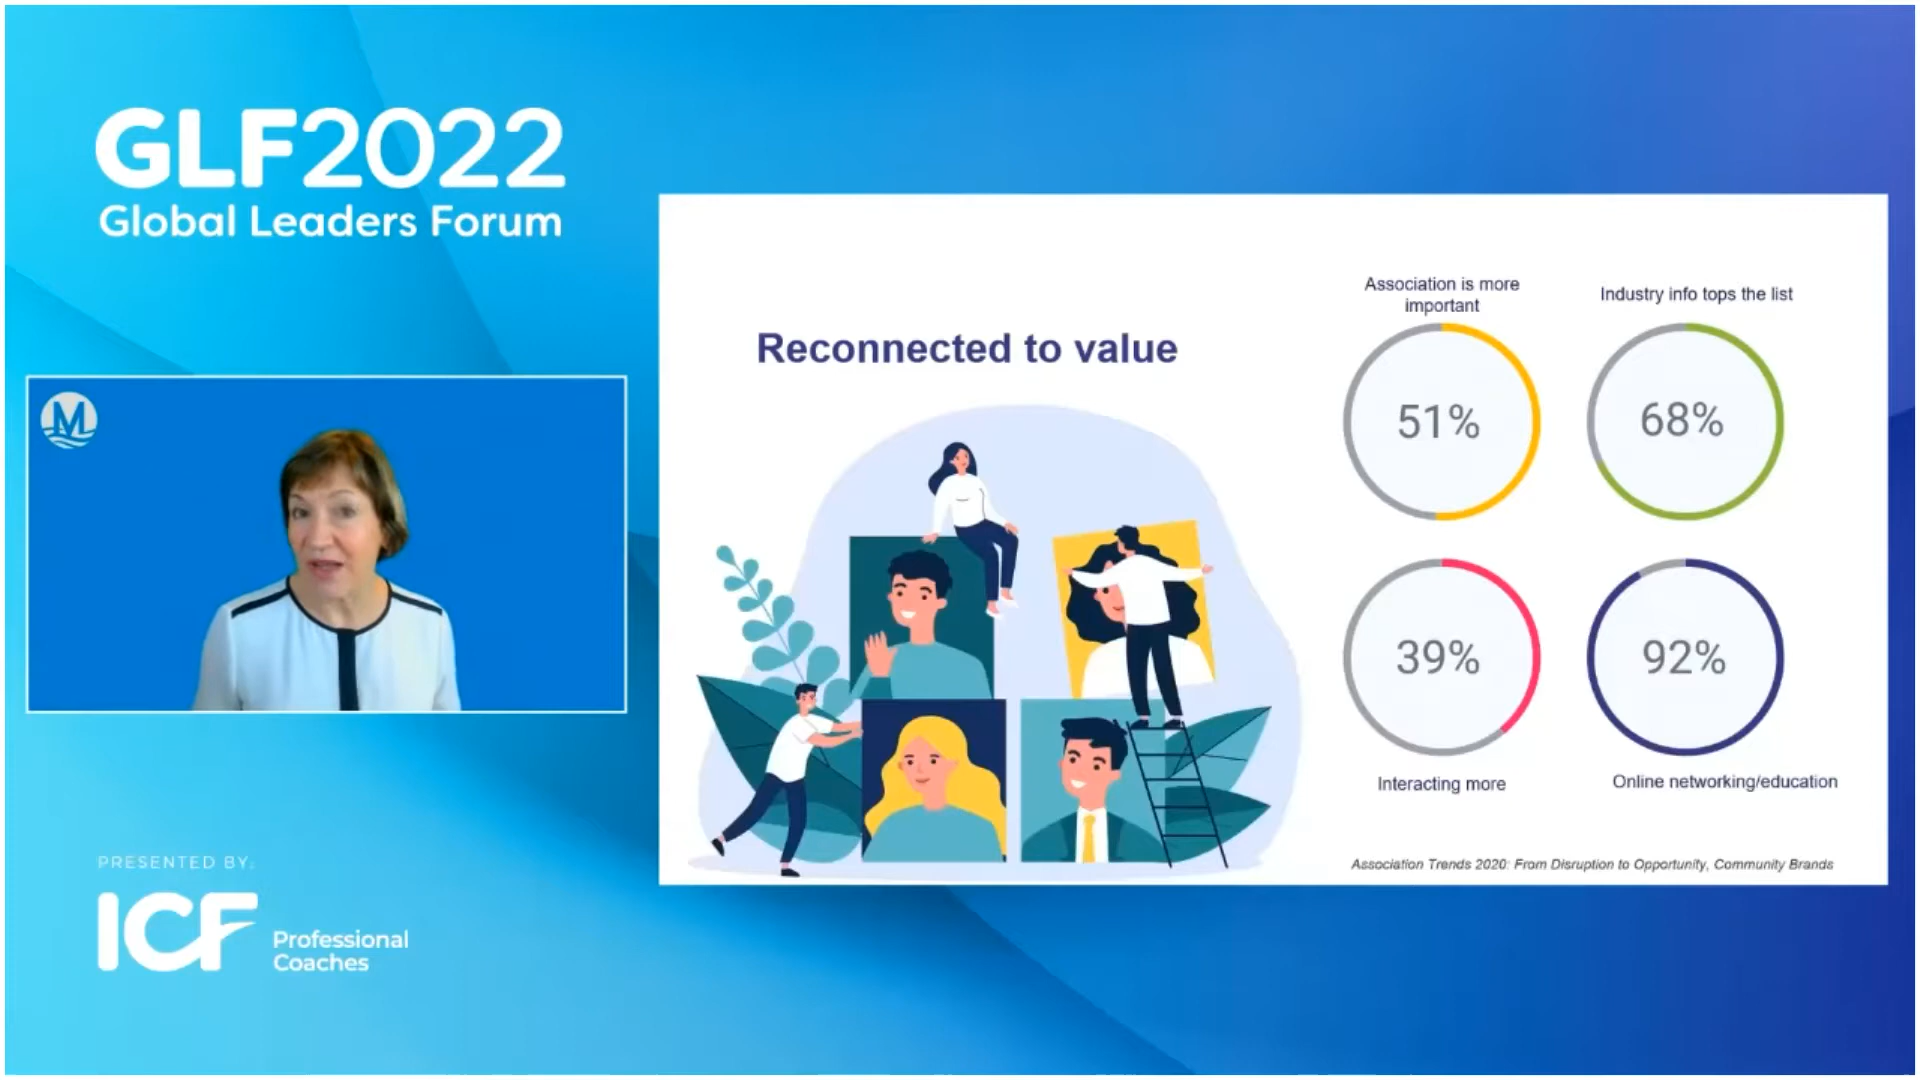 GLF2022
Global Leaders Forum
M
Reconnected to value
Association is more
important
51%
Industry info tops the list
68%
39%
Interacting more
92%
Online networking/education
Association Trends 2020: From Disruption to Opportunity, Community Brands
PRESENTED BY:
ICF
Professional
Coaches